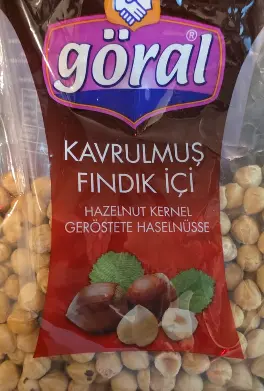 göral®
KAVRULMUŞ
FINDIK İÇİ
HAZELNUT KERNEL
GERÖSTETE HASELNÜSSE